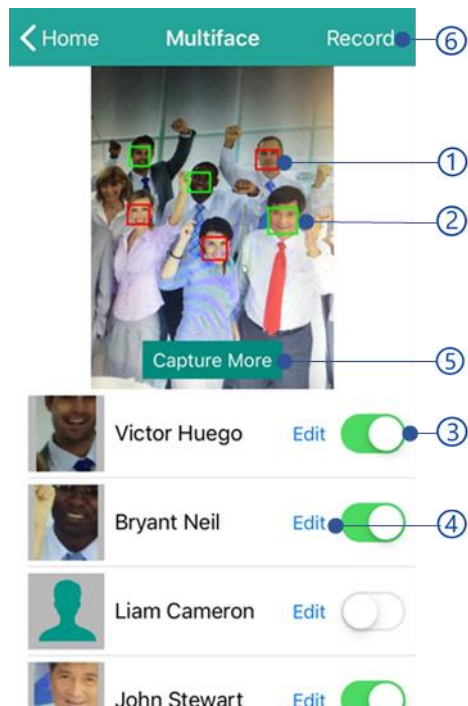 Home Multiface Record ⑥
①
②
Capture More ⑤
Victor Huego Edit ③
Bryant Neil Edit ④
Liam Cameron Edit
John Stewart Edit